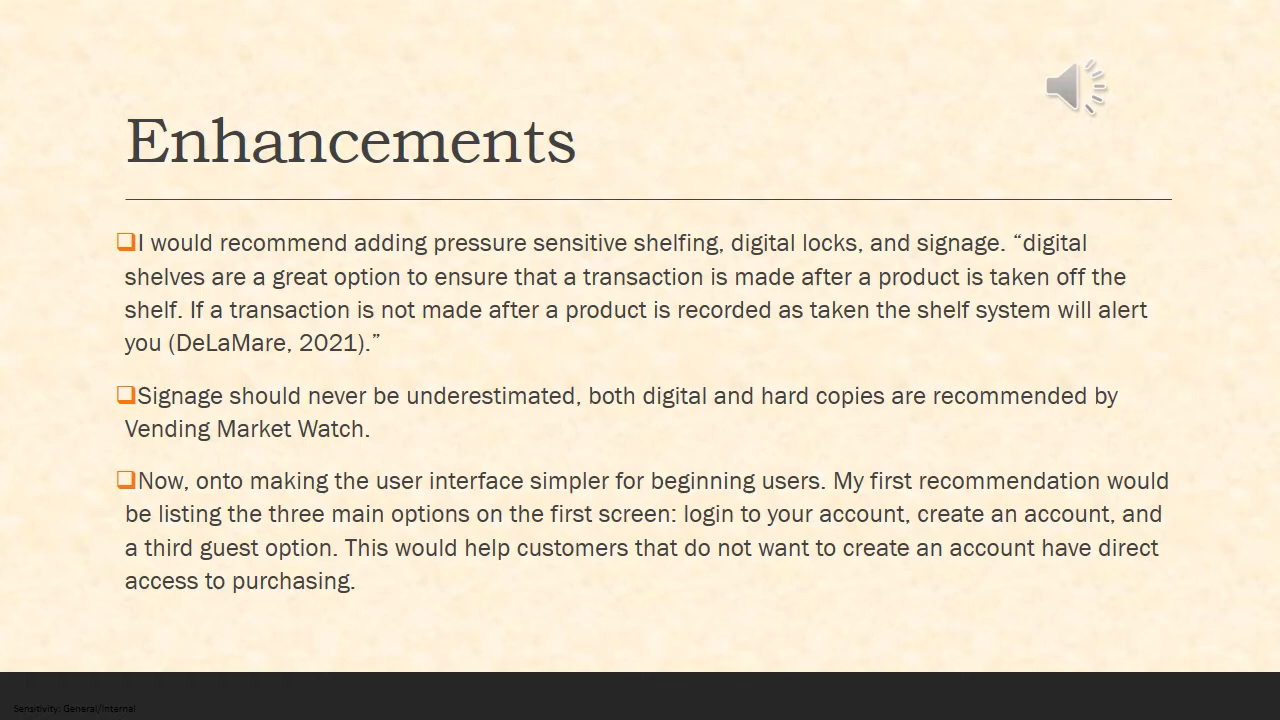 Enhancements
I would recommend adding pressure sensitive shelfing, digital locks, and signage. “digital
shelves are a great option to ensure that a transaction is made after a product is taken off the
shelf. If a transaction is not made after a product is recorded as taken the shelf system will alert
you (DeLaMare, 2021).”
Signage should never be underestimated, both digital and hard copies are recommended by
Vending Market Watch.
Now, onto making the user interface simpler for beginning users. My first recommendation would
be listing the three main options on the first screen: login to your account, create an account, and
a third guest option. This would help customers that do not want to create an account have direct
access to purchasing.
Sensitivity: General/Internal